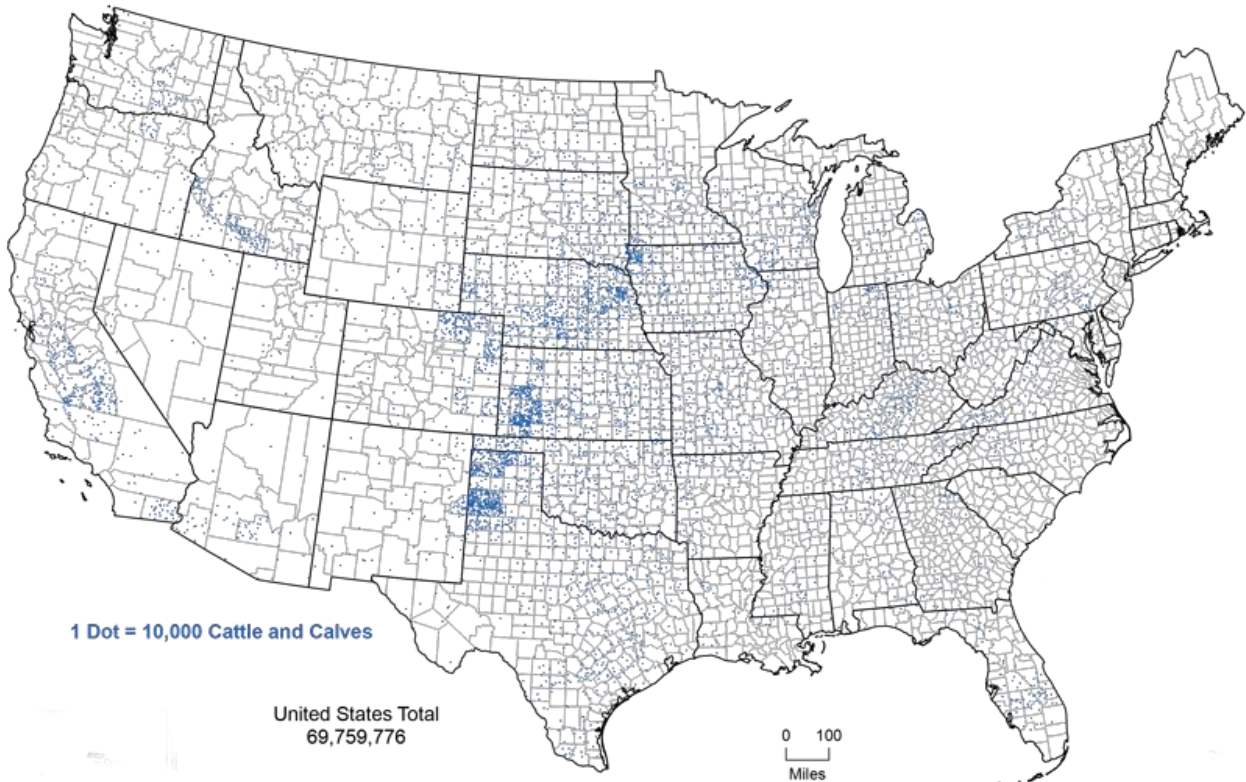 1 Dot = 10,000 Cattle and Calves
United States Total
69,759,776
0 100
Miles